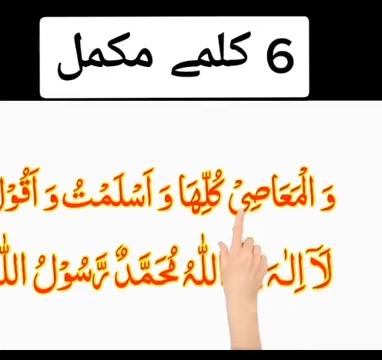 6 کلمے مکمل
وَ الْمَعَاصِيْ كُلِّهَا وَ اَسْلَمْتُ وَ اَقُوْلُ
لَآ اِلٰهَ اللّٰهُ مُحَمَّدٌ رَّسُوْلُ